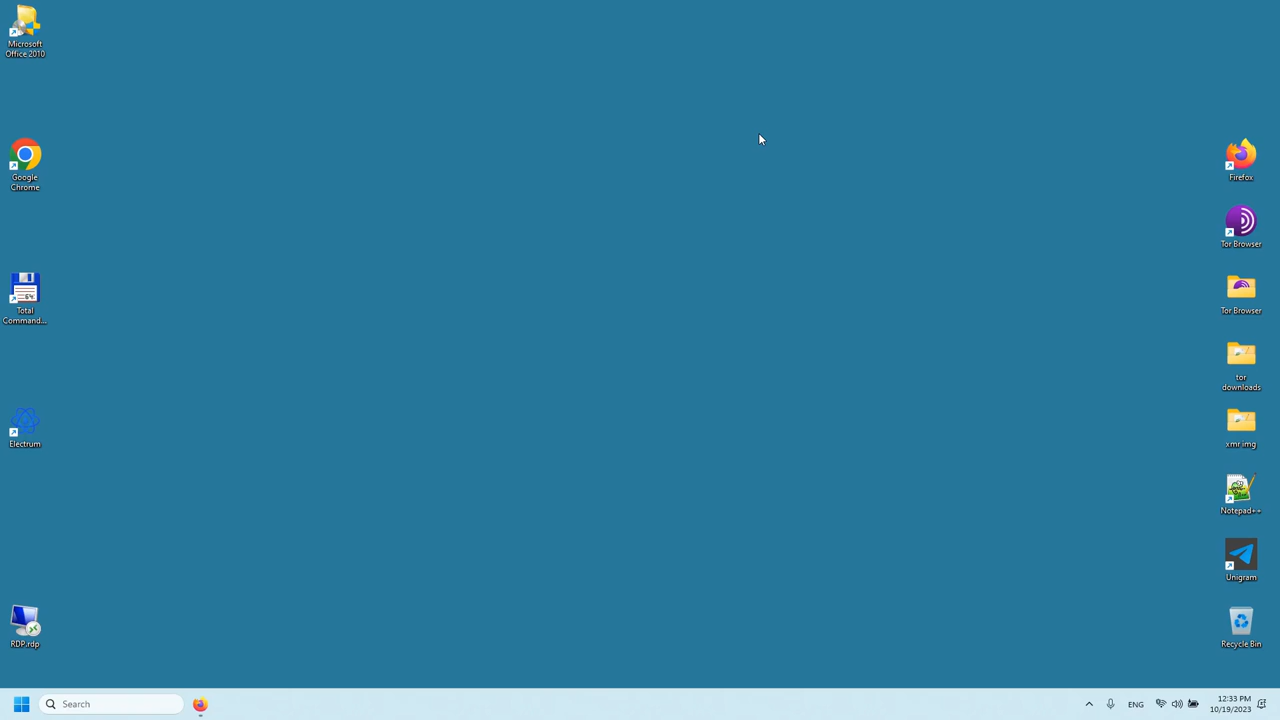 Microsoft
Office 2010
Google
Chrome
64
Total
Command...
Electrum
RDP.rdp
Firefox
Tor Browser
Tor Browser
tor
downloads
xmr img
Notepad++
Unigram
Recycle Bin
Search
ENG
12:33 PM
10/19/2023